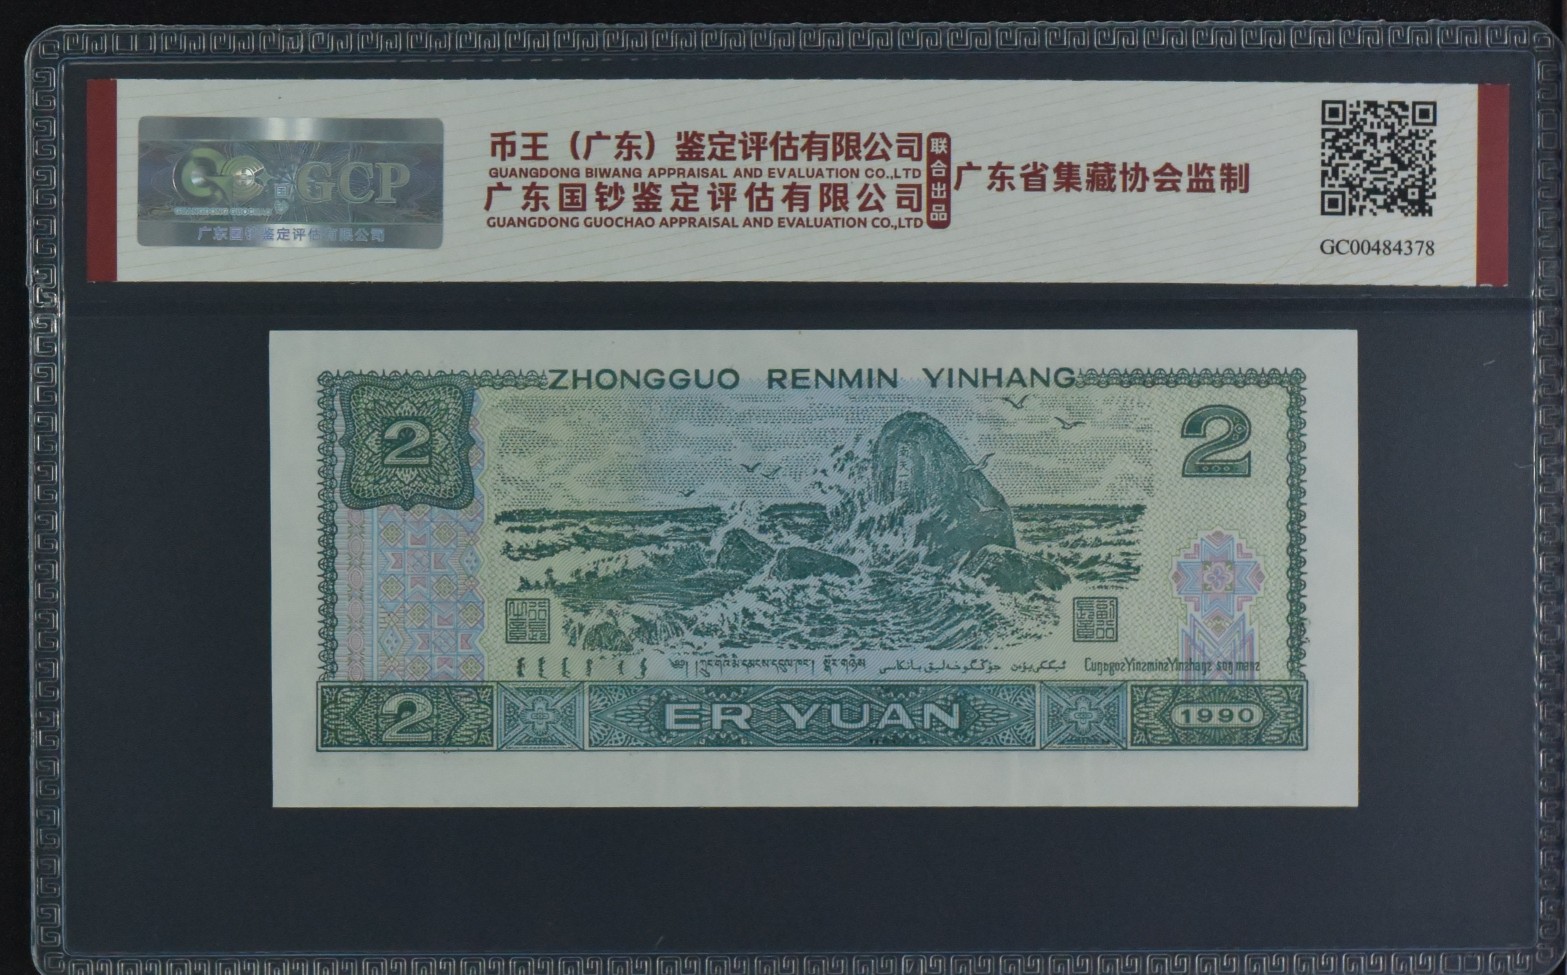 GCP
广东国钞鉴定评估有限公司
币王（广东）鉴定评估有限公司
GUANGDONG BIWANG APPRAISAL AND EVALUATION CO.,LTD
广东国钞鉴定评估有限公司
GUANGDONG GUOCHAO APPRAISAL AND EVALUATION CO.,LTD
联合出品
广东省集藏协会监制
GC00484378
ZHONGGUO RENMIN YINHANG
2
2
2 ER YUAN 1990